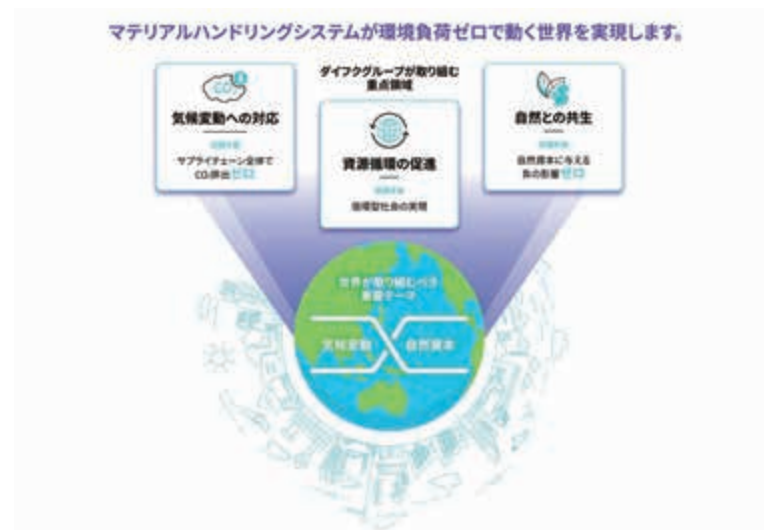 マテリアルハンドリングシステムが環境負荷ゼロで動く世界を実現します。
ダイフクグループが取り組む
重点領域
気候変動への対応
サプライチェーン全体で
CO₂排出ゼロ
資源循環の促進
循環型社会の実現
自然との共生
自然資本に与える
負の影響ゼロ
世界が取り組むべき
重要テーマ
気候変動
自然資本